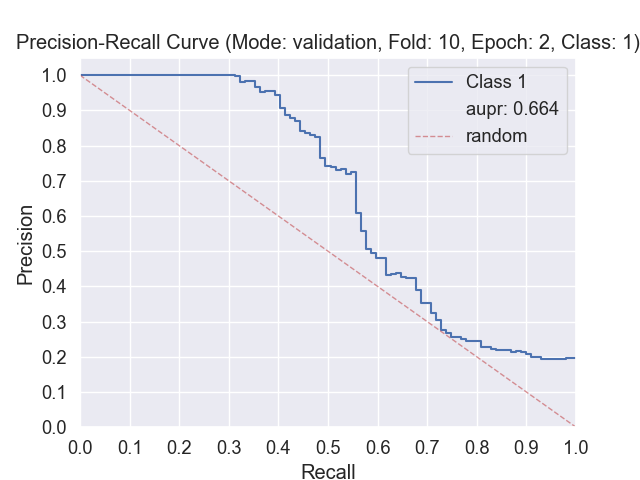 Precision-Recall Curve (Mode: validation, Fold: 10, Epoch: 2, Class: 1)
1.0
0.9
0.8
0.7
0.6
0.5
0.4
0.3
0.2
0.1
0.0
Precision
Class 1
aupr: 0.664
random
0.0 0.1 0.2 0.3 0.4 0.5 0.6 0.7 0.8 0.9 1.0
Recall